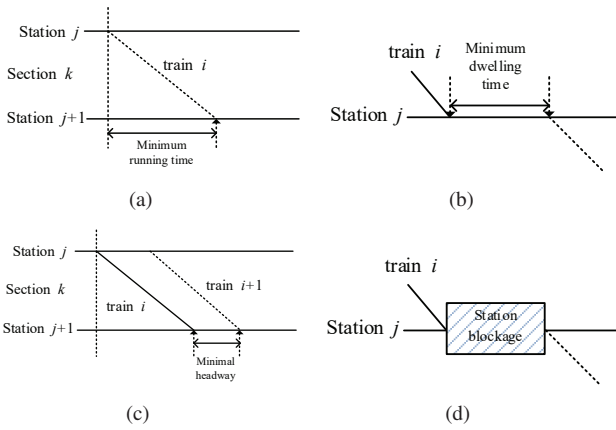 Station j
Section k
train i
Station j+1
Minimum
running time
(a)
train i
Minimum
dwelling
time
Station j
(b)
Station j
Section k
train i
train i+1
Station j+1
Minimal
headway
(c)
train i
Station j
Station
blockage
(d)